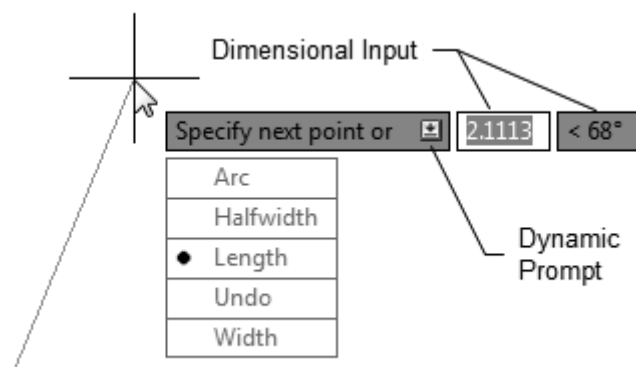 Dimensional Input
Specify next point or 2.1113 < 68°
Arc
Halfwidth
Length
Undo
Width
Dynamic
Prompt